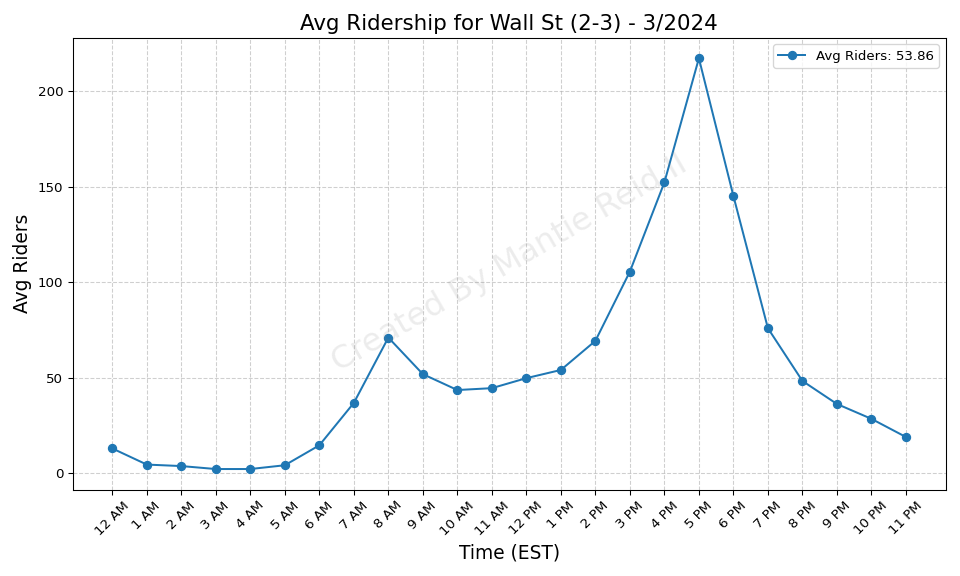 Avg Ridership for Wall St (2-3) - 3/2024
Avg Riders: 53.86
Avg Riders
200
150
100
50
0
Created By Mantle Reid II
12 AM
1 AM
2 AM
3 AM
4 AM
5 AM
6 AM
7 AM
8 AM
9 AM
10 AM
11 AM
12 PM
1 PM
2 PM
3 PM
4 PM
5 PM
6 PM
7 PM
8 PM
9 PM
10 PM
11 PM
Time (EST)